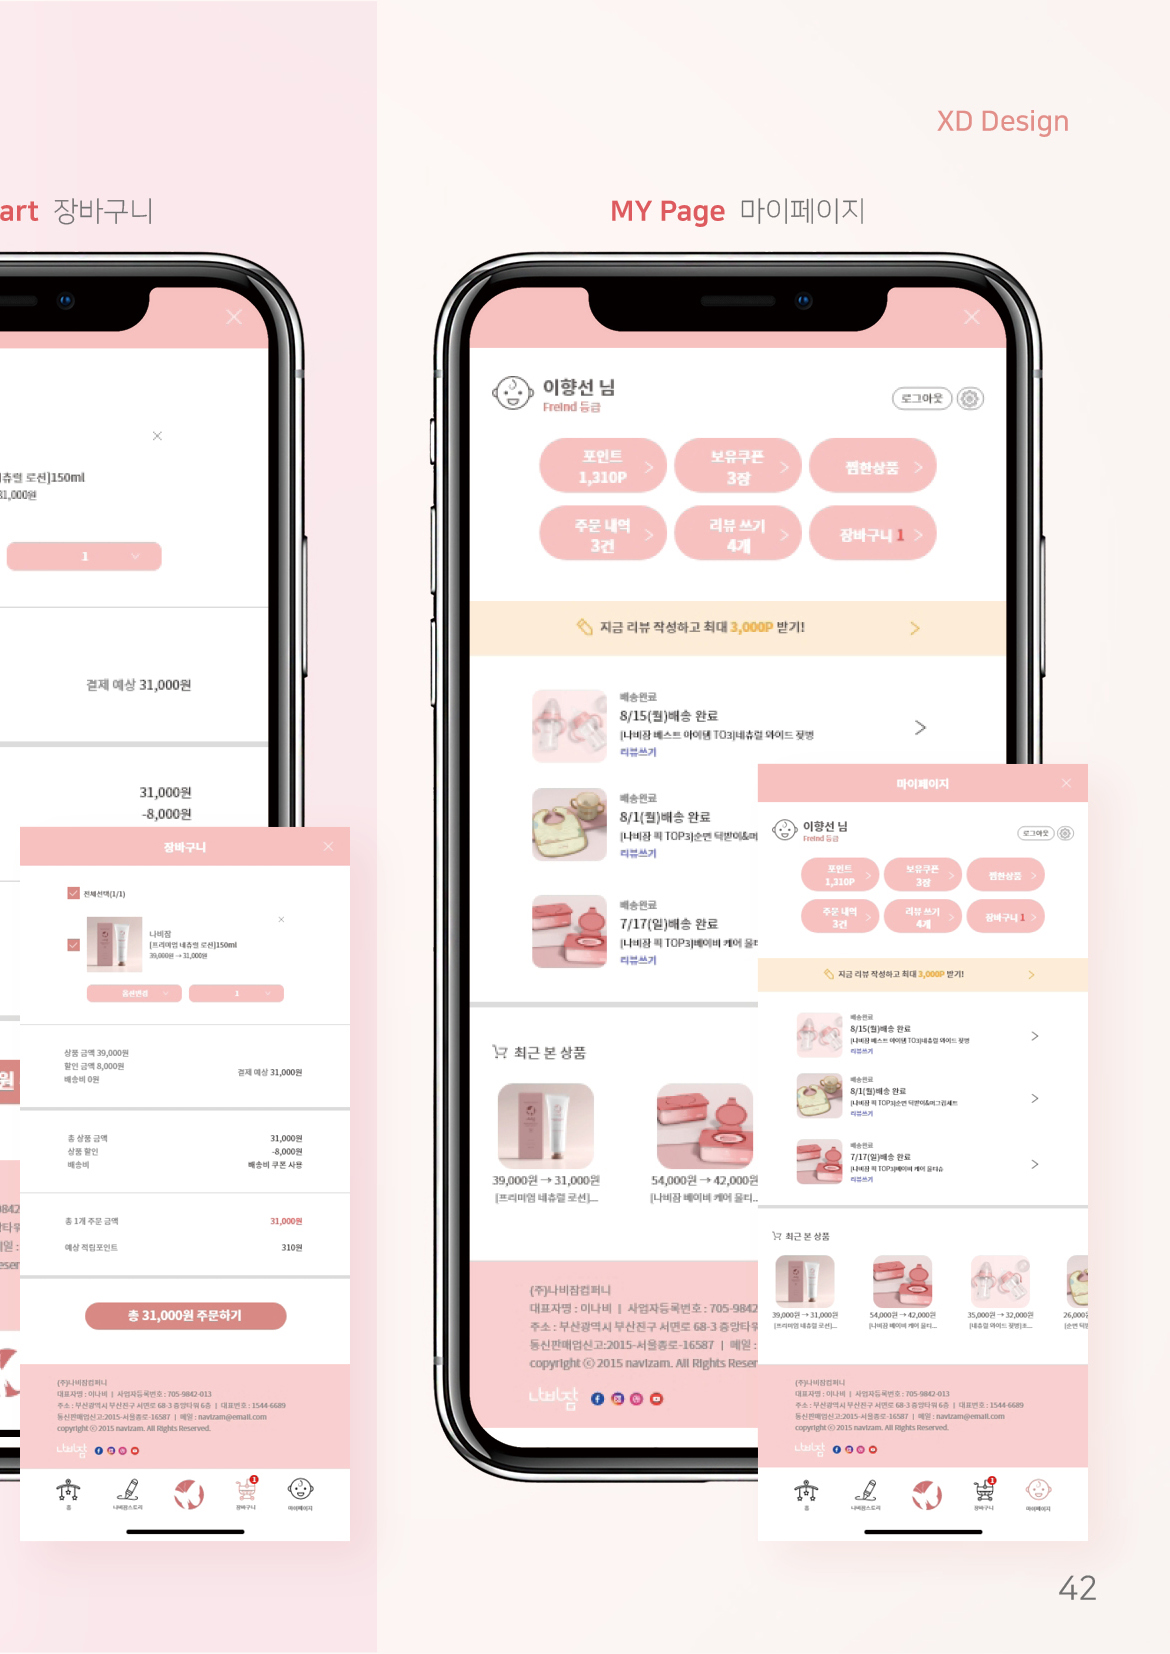 XD Design
art 장바구니
츄럴 로션]150ml
31,000원
1
결제 예상 31,000원
31,000원
-8,000원
원
장바구니
전체선택(1/1)
나비잠
[프리미엄 네츄럴 로션]150ml
39,000원 → 31,000원
옵션변경
1
상품 금액 39,000원
할인 금액 8,000원
배송비 0원
결제 예상 31,000원
총 상품 금액 31,000원
상품 할인 -8,000원
배송비 배송비 쿠폰 사용
총 1개 주문 금액 31,000원
예상 적립포인트 310원
총 31,000원 주문하기
(주)나비잠컴퍼니
대표자명 : 이나비 | 사업자등록번호 : 705-9842-013
주소 : 부산광역시 부산진구 서면로 68-3 중앙타워 6층 | 대표번호 : 1544-6689
통신판매업신고:2015-서울종로-16587 | 메일 : navizam@email.com
copyright ⓒ 2015 navizam. All Rights Reserved.
나비잠
홈
나비잠스토리
장바구니
1
마이페이지
MY Page 마이페이지
이향선 님
Freind 등급
로그아웃
포인트
1,310P
보유쿠폰
3장
찜한상품
주문 내역
3건
리뷰 쓰기
4개
장바구니 1
지금 리뷰 작성하고 최대 3,000P 받기!
배송완료
8/15(월)배송 완료
[나비잠 베스트 아이템 TO3]네츄럴 와이드 젖병
리뷰쓰기
배송완료
8/1(월)배송 완료
[나비잠 픽 TOP3]순면 턱받이&머
리뷰쓰기
배송완료
7/17(일)배송 완료
[나비잠 픽 TOP3]베이비 케어 물티
리뷰쓰기
최근 본 상품
39,000원 → 31,000원
[프리미엄 네츄럴 로션]...
54,000원 → 42,000원
[나비잠 베이비 케어 물티...
(주)나비잠컴퍼니
대표자명 : 이나비 | 사업자등록번호 : 705-9842
주소 : 부산광역시 부산진구 서면로 68-3 중앙타워
통신판매업신고:2015-서울종로-16587 | 메일 :
copyright ⓒ 2015 navizam. All Rights Reser
나비잠
마이페이지
이향선 님
Freind 등급
로그아웃
포인트
1,310P
보유쿠폰
3장
찜한상품
주문 내역
3건
리뷰 쓰기
4개
장바구니 1
지금 리뷰 작성하고 최대 3,000P 받기!
배송완료
8/15(월)배송 완료
[나비잠 베스트 아이템 TO3]네츄럴 와이드 젖병
리뷰쓰기
배송완료
8/1(월)배송 완료
[나비잠 픽 TOP3]순면 턱받이&머그컵세트
리뷰쓰기
배송완료
7/17(일)배송 완료
[나비잠 픽 TOP3]베이비 케어 물티슈
리뷰쓰기
최근 본 상품
39,000원 → 31,000원
[프리미엄 네츄럴 로션]...
54,000원 → 42,000원
[나비잠 베이비 케어 물티...
35,000원 → 32,000원
[네츄럴 와이드 젖병]초...
26,000
[순면 턱
(주)나비잠컴퍼니
대표자명 : 이나비 | 사업자등록번호 : 705-9842-013
주소 : 부산광역시 부산진구 서면로 68-3 중앙타워 6층 | 대표번호 : 1544-6689
통신판매업신고:2015-서울종로-16587 | 메일 : navizam@email.com
copyright ⓒ 2015 navizam. All Rights Reserved.
나비잠
홈
나비잠스토리
장바구니
1
마이페이지
42